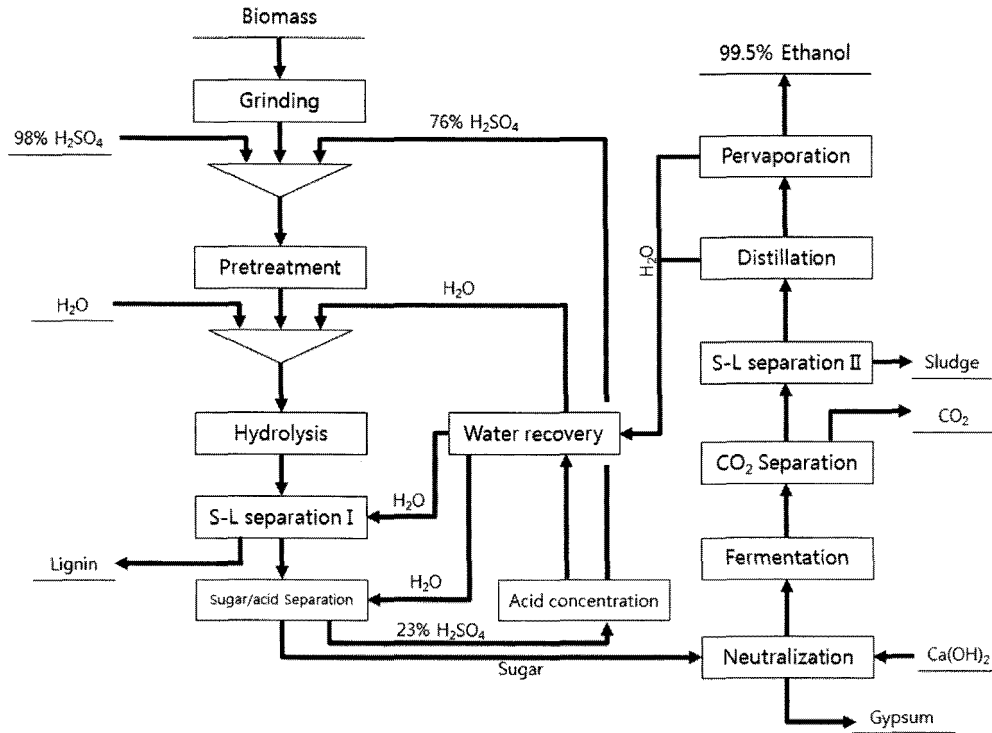 Biomass
Grinding
98% H₂SO₄
76% H₂SO₄
Pretreatment
H₂O
H₂O
Hydrolysis
Water recovery
H₂O
S-L separation Ⅰ
Lignin
H₂O
Sugar/acid Separation
Acid concentration
23% H₂SO₄
Sugar
99.5% Ethanol
Pervaporation
H₂O
Distillation
S-L separation Ⅱ
Sludge
CO₂
CO₂ Separation
Fermentation
Neutralization
Ca(OH)₂
Gypsum